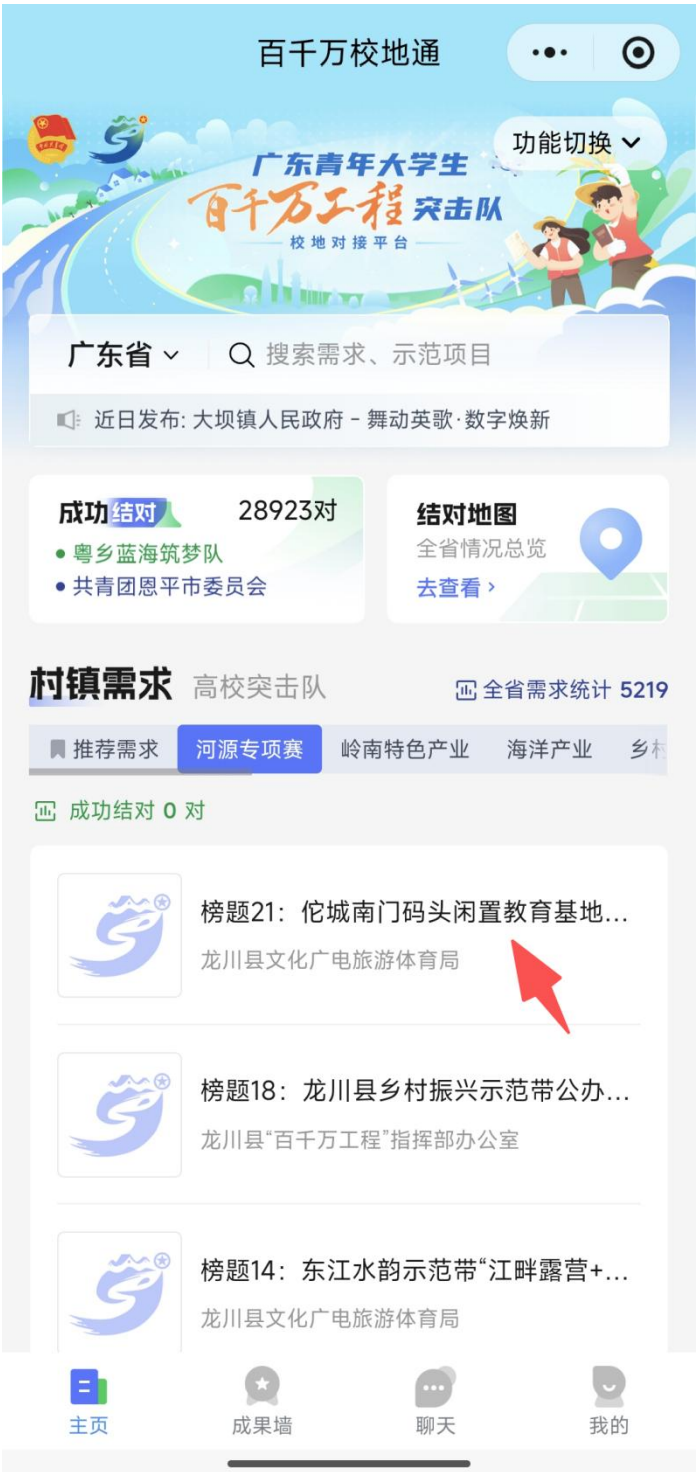 百千万校地通
功能切换
广东青年大学生
百千万工程 突击队
校地对接平台
广东省 搜索需求、示范项目
近日发布: 大坝镇人民政府 - 舞动英歌·数字焕新
成功结对 28923对
粤乡蓝海筑梦队
共青团恩平市委员会
结对地图
全省情况总览
去查看
村镇需求 高校突击队 全省需求统计 5219
推荐需求 河源专项赛 岭南特色产业 海洋产业 乡村
成功结对 0 对
榜题21：佗城南门码头闲置教育基地...
龙川县文化广电旅游体育局
榜题18：龙川县乡村振兴示范带公办...
龙川县“百千万工程”指挥部办公室
榜题14：东江水韵示范带“江畔露营+...
龙川县文化广电旅游体育局
主页 成果墙 聊天 我的